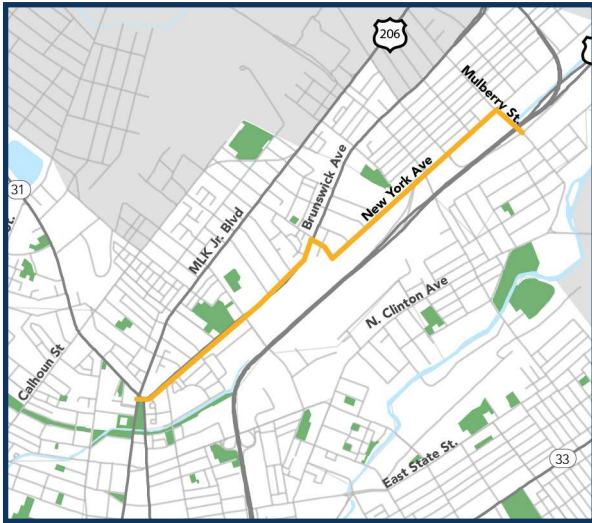 206
Mulberry St.
31
Brunswick Ave
New York Ave
St.
MLK Jr. Blvd
N. Clinton Ave
Calhoun St
East State St.
33